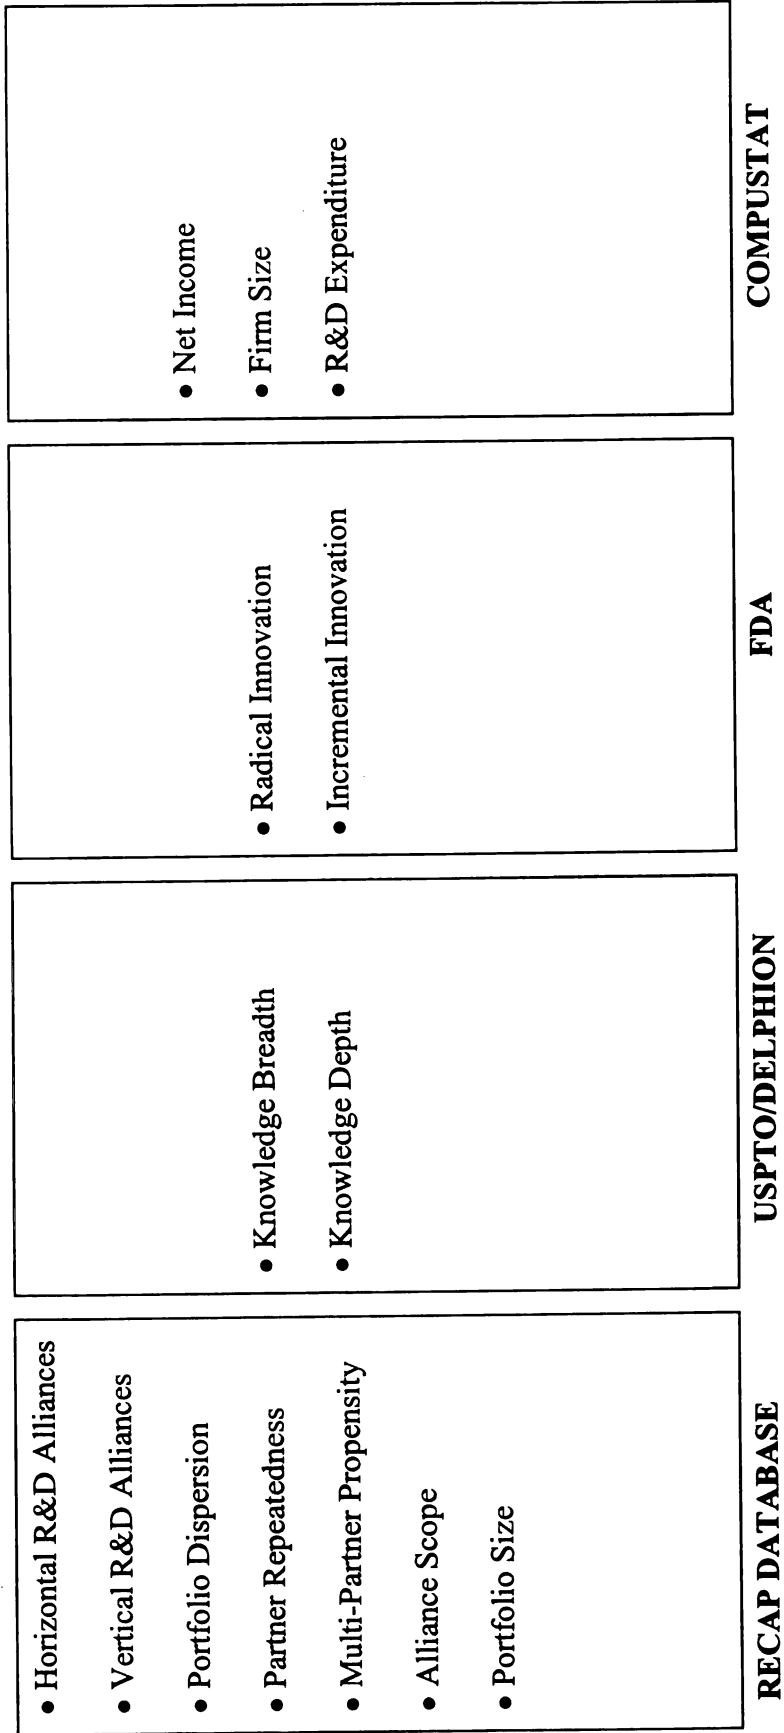 • Horizontal R&D Alliances
• Vertical R&D Alliances
• Portfolio Dispersion
• Partner Repeatedness
• Multi-Partner Propensity
• Alliance Scope
• Portfolio Size
RECAP DATABASE
• Knowledge Breadth
• Knowledge Depth
USPTO/DELPHION
• Radical Innovation
• Incremental Innovation
FDA
• Net Income
• Firm Size
• R&D Expenditure
COMPUSTAT